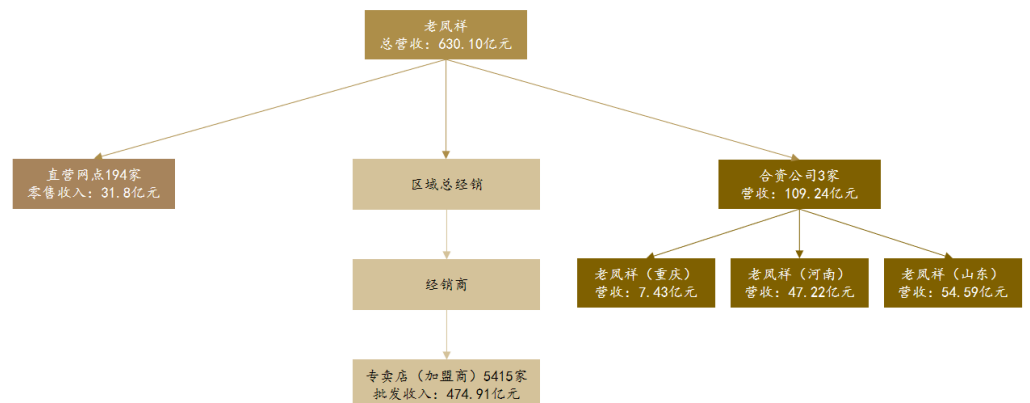 老凤祥
总营收：630.10亿元
直营网点194家
零售收入：31.8亿元
区域总经销
合资公司3家
营收：109.24亿元
经销商
老凤祥（重庆）
营收：7.43亿元
老凤祥（河南）
营收：47.22亿元
老凤祥（山东）
营收：54.59亿元
专卖店（加盟商）5415家
批发收入：474.91亿元